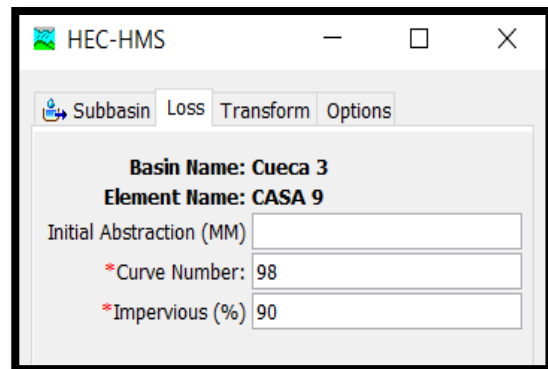 HEC-HMS
Subbasin Loss Transform Options
Basin Name: Cueca 3
Element Name: CASA 9
Initial Abstraction (MM)
*Curve Number: 98
*Impervious (%) 90